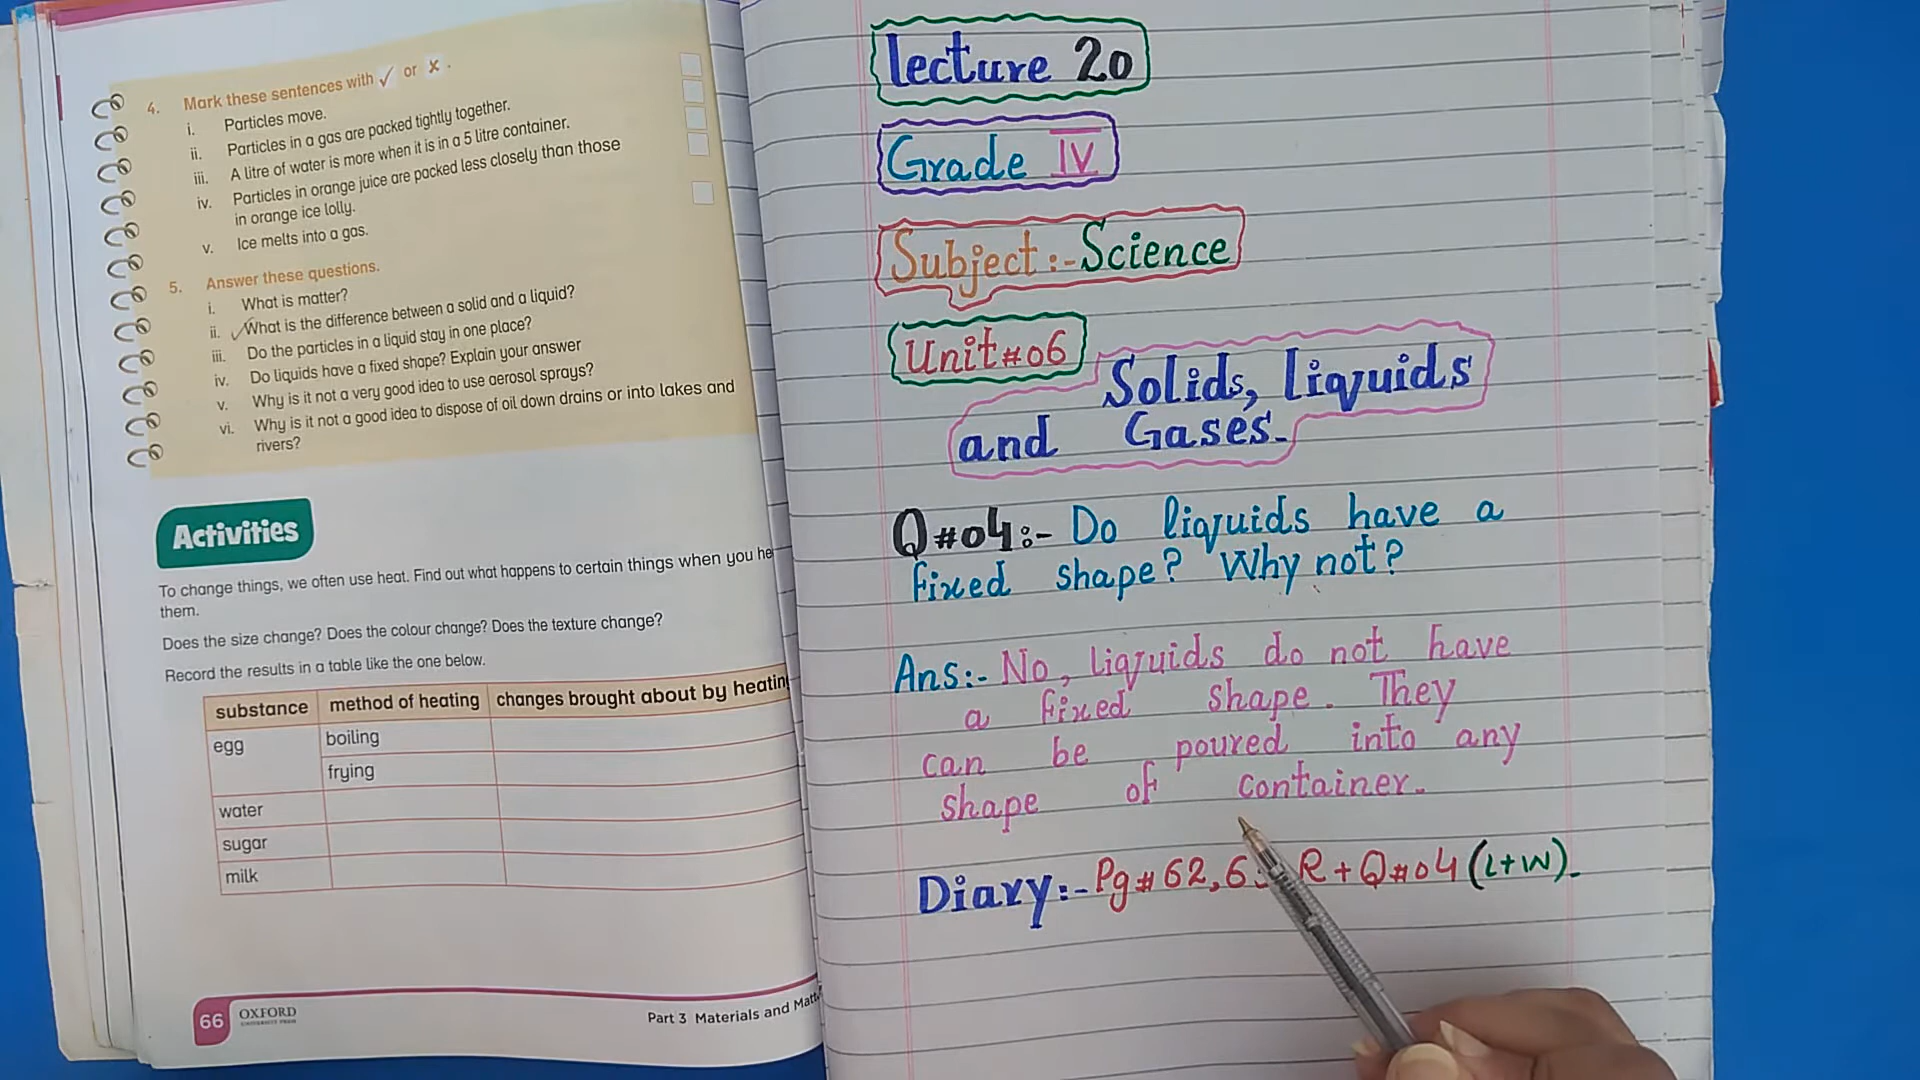 4. Mark these sentences with ✓ or ✗.
i. Particles move.
ii. Particles in a gas are packed tightly together.
iii. A litre of water is more when it is in a 5 litre container.
iv. Particles in orange juice are packed less closely than those
in orange ice lolly.
v. Ice melts into a gas.
5. Answer these questions.
i. What is matter?
ii. What is the difference between a solid and a liquid?
iii. Do the particles in a liquid stay in one place?
iv. Do liquids have a fixed shape? Explain your answer
v. Why is it not a very good idea to use aerosol sprays?
vi. Why is it not a good idea to dispose of oil down drains or into lakes and
rivers?
Activities
To change things, we often use heat. Find out what happens to certain things when you he
them.
Does the size change? Does the colour change? Does the texture change?
Record the results in a table like the one below.
substance method of heating changes brought about by heating
egg boiling
frying
water
sugar
milk
66 OXFORD
UNIVERSITY PRESS
Part 3 Materials and Matt
Lecture 20
Grade IV
Subject:- Science
Unit#06
Solids, liquids
and Gases.
Q#04:- Do liquids have a
fixed shape? Why not?
Ans:- No, liquids do not have
a fixed shape. They
can be poured into any
shape of container.
Diary:- Pg#62,6 R+Q#04 (L+W).